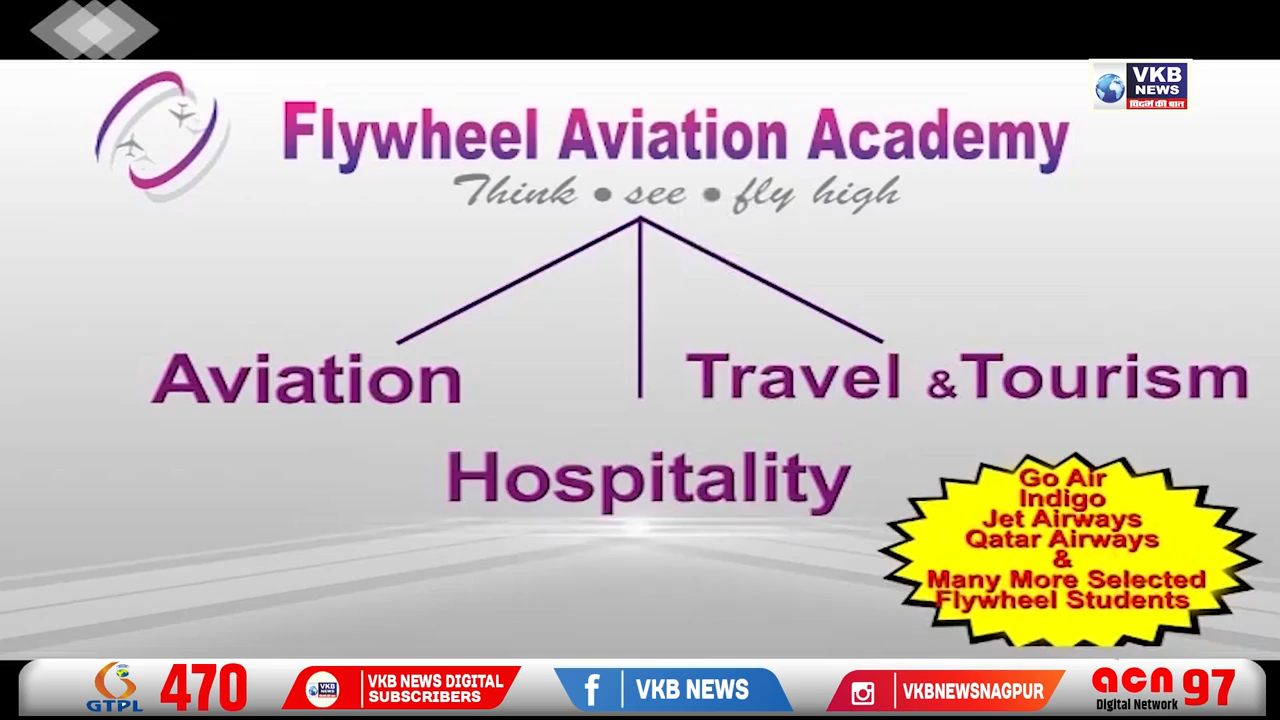 VKB
NEWS
विदर्भ की बात
Flywheel Aviation Academy
Think • see • fly high
Aviation
Travel & Tourism
Hospitality
Go Air
Indigo
Jet Airways
Qatar Airways
&
Many More Selected
Flywheel Students
GTPL
470
VKB NEWS
VKB NEWS DIGITAL
SUBSCRIBERS
f
VKB NEWS
VKBNEWSNAGPUR
acn 97
Digital Network